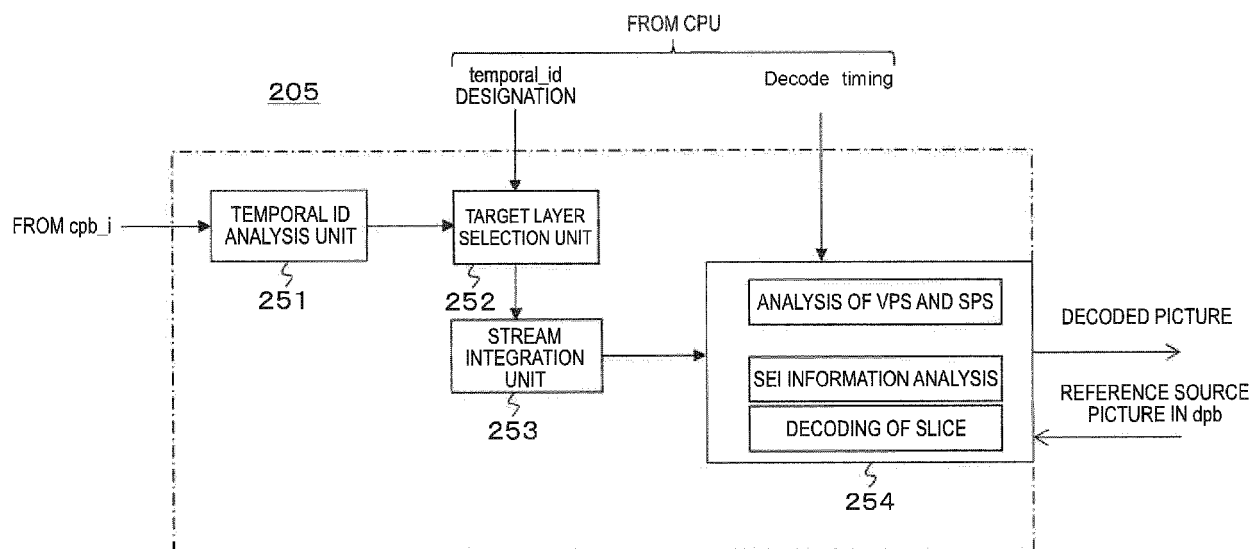 FROM CPU
temporal_id
DESIGNATION
Decode timing
205
FROM cpb_i
TEMPORAL ID
ANALYSIS UNIT
251
TARGET LAYER
SELECTION UNIT
252
STREAM
INTEGRATION
UNIT
253
ANALYSIS OF VPS AND SPS
SEI INFORMATION ANALYSIS
DECODING OF SLICE
254
DECODED PICTURE
REFERENCE SOURCE
PICTURE IN dpb